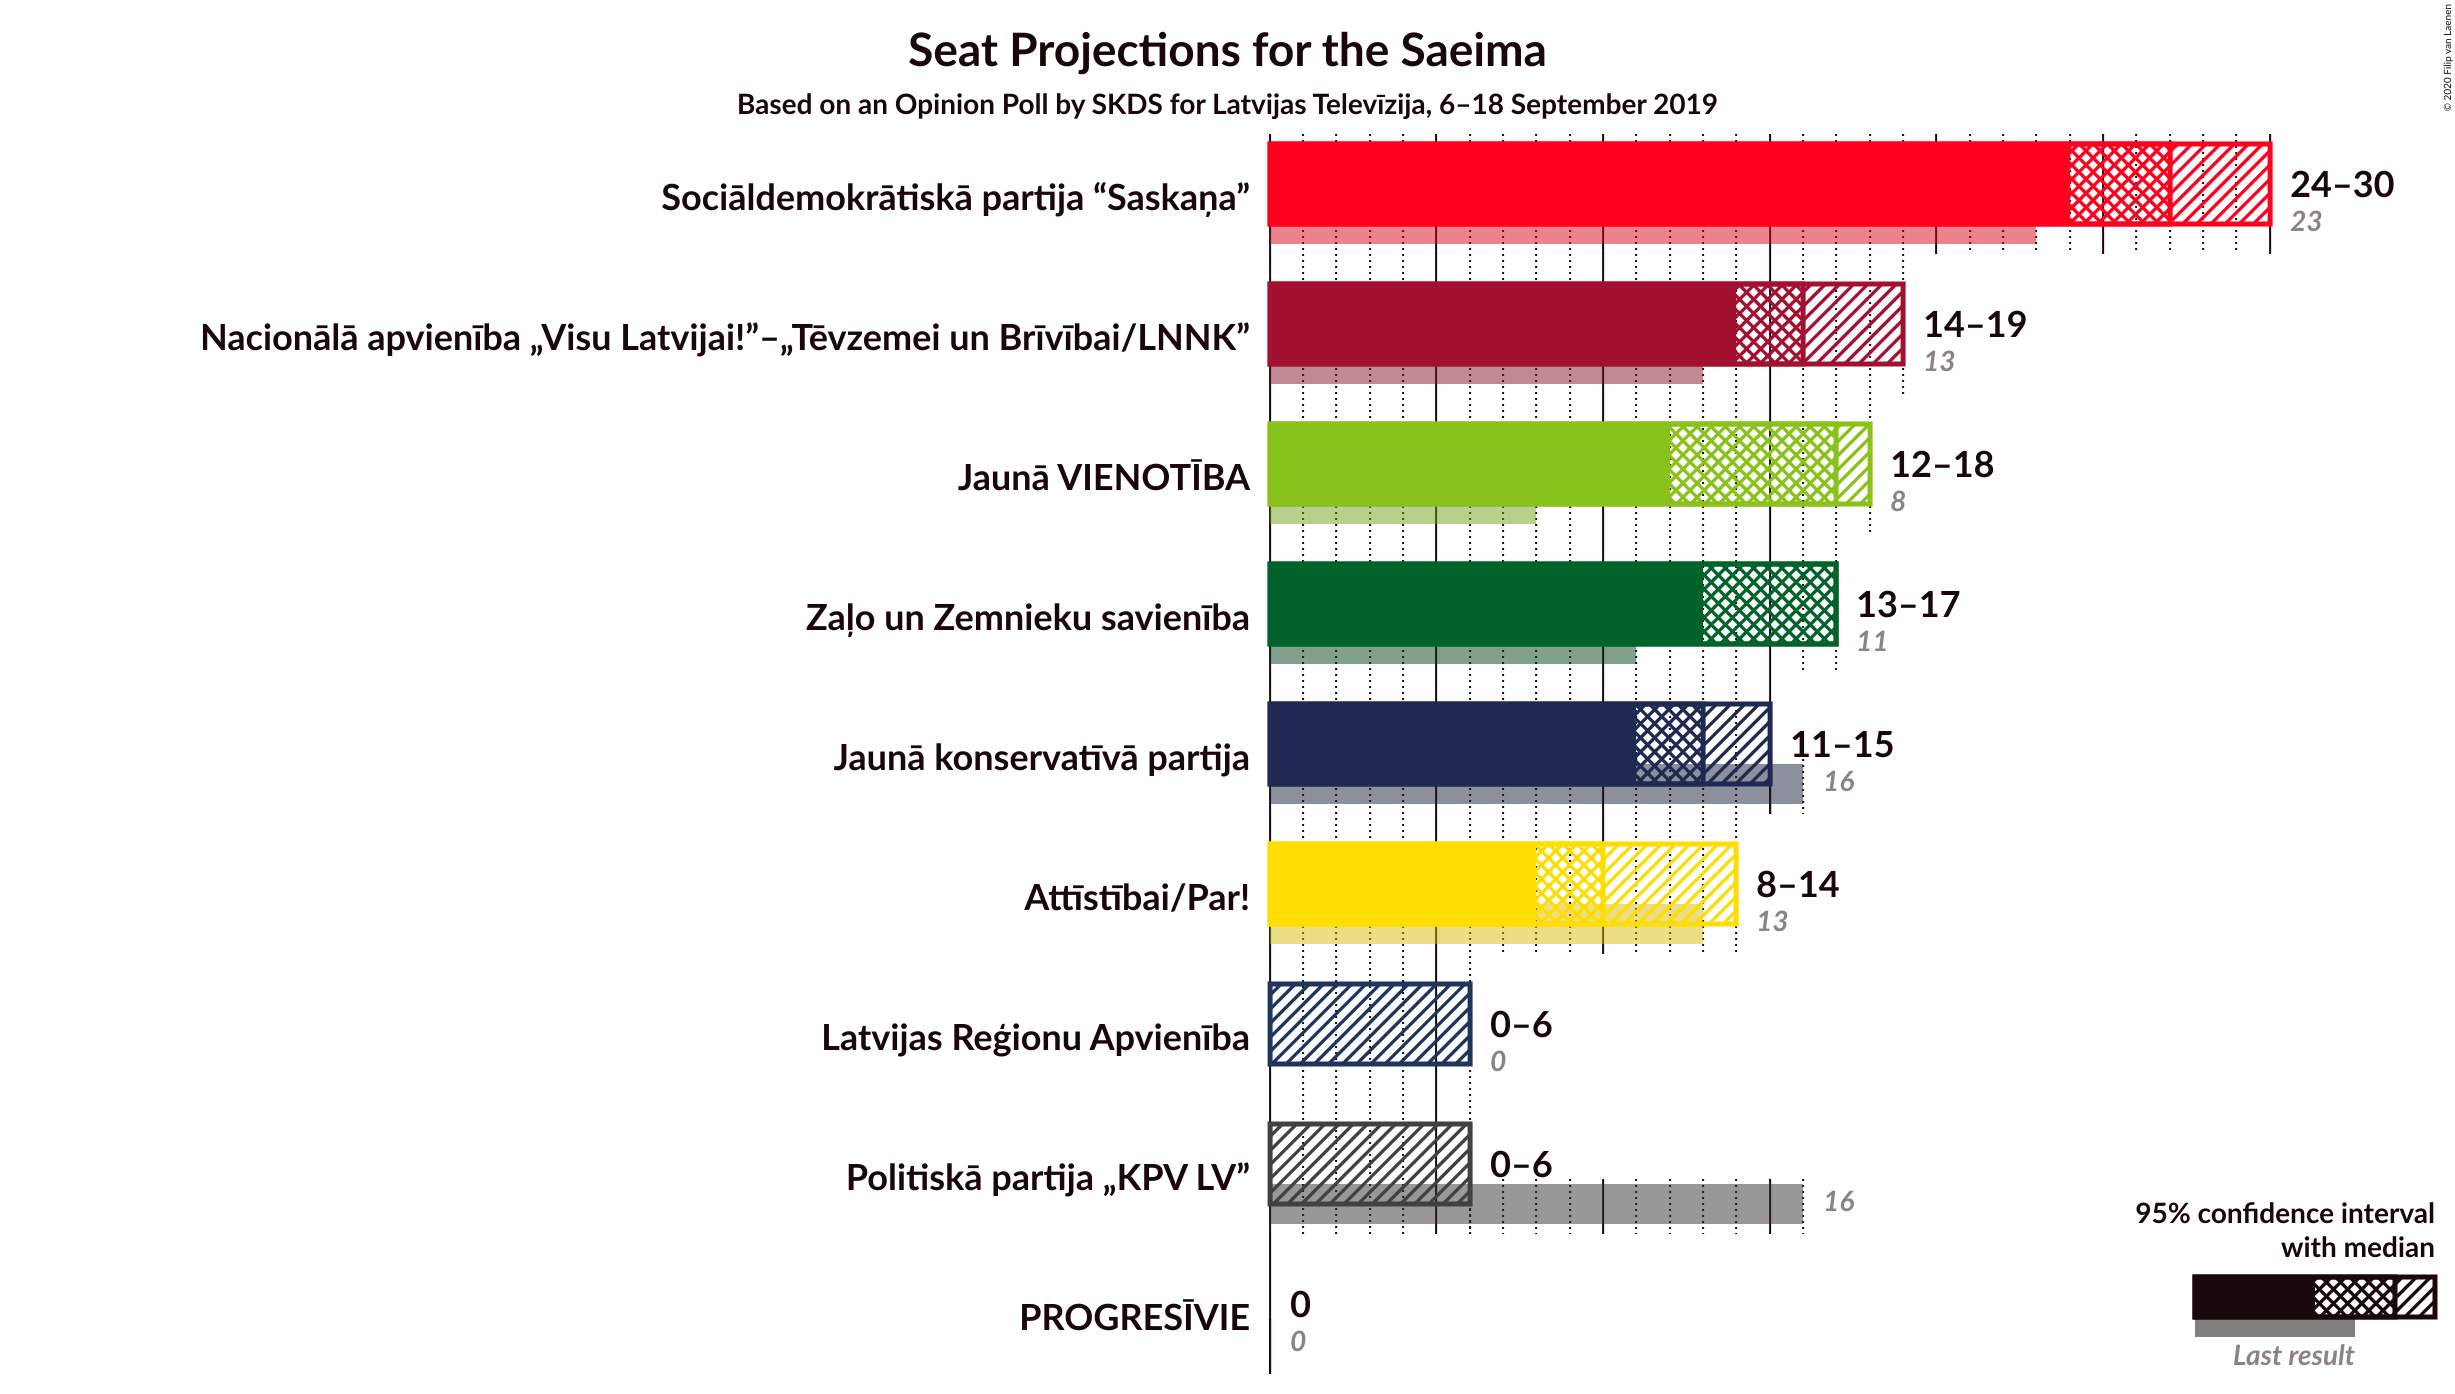 Seat Projections for the Saeima
Based on an Opinion Poll by SKDS for Latvijas Televīzija, 6–18 September 2019
© 2020 Filip van Laenen
Sociāldemokrātiskā partija “Saskaņa”
24–30
23
Nacionālā apvienība „Visu Latvijai!”–„Tēvzemei un Brīvībai/LNNK”
14–19
13
Jaunā VIENOTĪBA
12–18
8
Zaļo un Zemnieku savienība
13–17
11
Jaunā konservatīvā partija
11–15
16
Attīstībai/Par!
8–14
13
Latvijas Reģionu Apvienība
0–6
0
Politiskā partija „KPV LV”
0–6
16
PROGRESĪVIE
0
0
95% confidence interval
with median
Last result